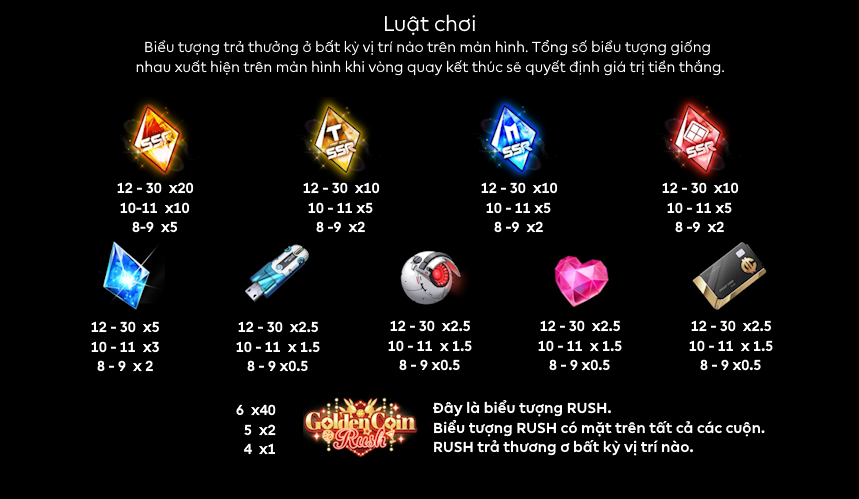 Luật chơi
Biểu tượng trả thưởng ở bất kỳ vị trí nào trên màn hình. Tổng số biểu tượng giống
nhau xuất hiện trên màn hình khi vòng quay kết thúc sẽ quyết định giá trị tiền thắng.
SSR T SSR M SSR SSR
12 - 30 x20 12 - 30 x10 12 - 30 x10 12 - 30 x10
10-11 x10 10 - 11 x5 10 - 11 x5 10 - 11 x5
8-9 x5 8 -9 x2 8 -9 x2 8 -9 x2
12 - 30 x5 12 - 30 x2.5 12 - 30 x2.5 12 - 30 x2.5 12 - 30 x2.5
10 - 11 x3 10 - 11 x 1.5 10 - 11 x 1.5 10 - 11 x 1.5 10 - 11 x 1.5
8 - 9 x 2 8 - 9 x0.5 8 - 9 x0.5 8 - 9 x0.5 8 - 9 x0.5
6 x40 Đây là biểu tượng RUSH.
5 x2 Golden Coin Biểu tượng RUSH có mặt trên tất cả các cuộn.
4 x1 Rush RUSH trả thương ơ bất kỳ vị trí nào.